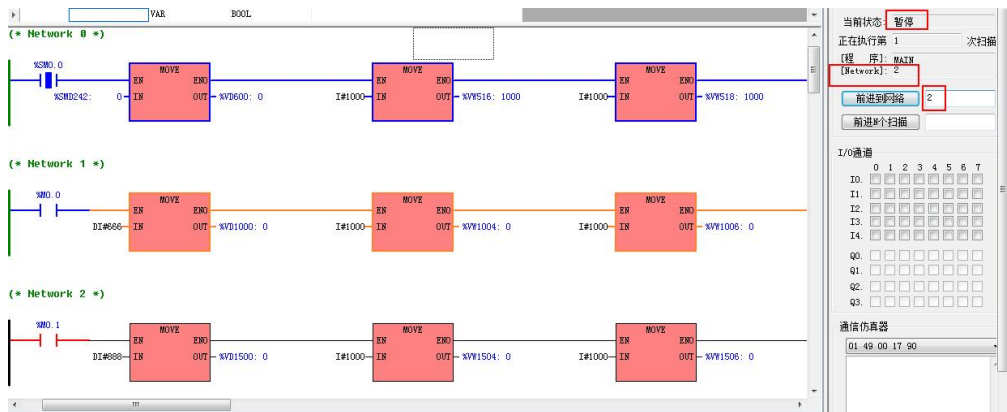 VAR BOOL
(* Network 0 *)
%SM0.0
MOVE MOVE MOVE
EN ENO EN ENO EN ENO
%SMD242: 0 IN OUT %VD600: 0 I#1000 IN OUT %VW516: 1000 I#1000 IN OUT %VW518: 1000
(* Network 1 *)
%M0.0
MOVE MOVE MOVE
EN ENO EN ENO EN ENO
DI#666 IN OUT %VD1000: 0 I#1000 IN OUT %VW1004: 0 I#1000 IN OUT %VW1006: 0
(* Network 2 *)
%M0.1
MOVE MOVE MOVE
EN ENO EN ENO EN ENO
DI#888 IN OUT %VD1500: 0 I#1000 IN OUT %VW1504: 0 I#1000 IN OUT %VW1506: 0
当前状态: 暂停
正在执行第 1 次扫描
[程 序]: MAIN
[Network]: 2
前进到网络 2
前进N个扫描
I/O通道
0 1 2 3 4 5 6 7
I0.
I1.
I2.
I3.
I4.
Q0.
Q1.
Q2.
Q3.
通信仿真器
01 49 00 17 90